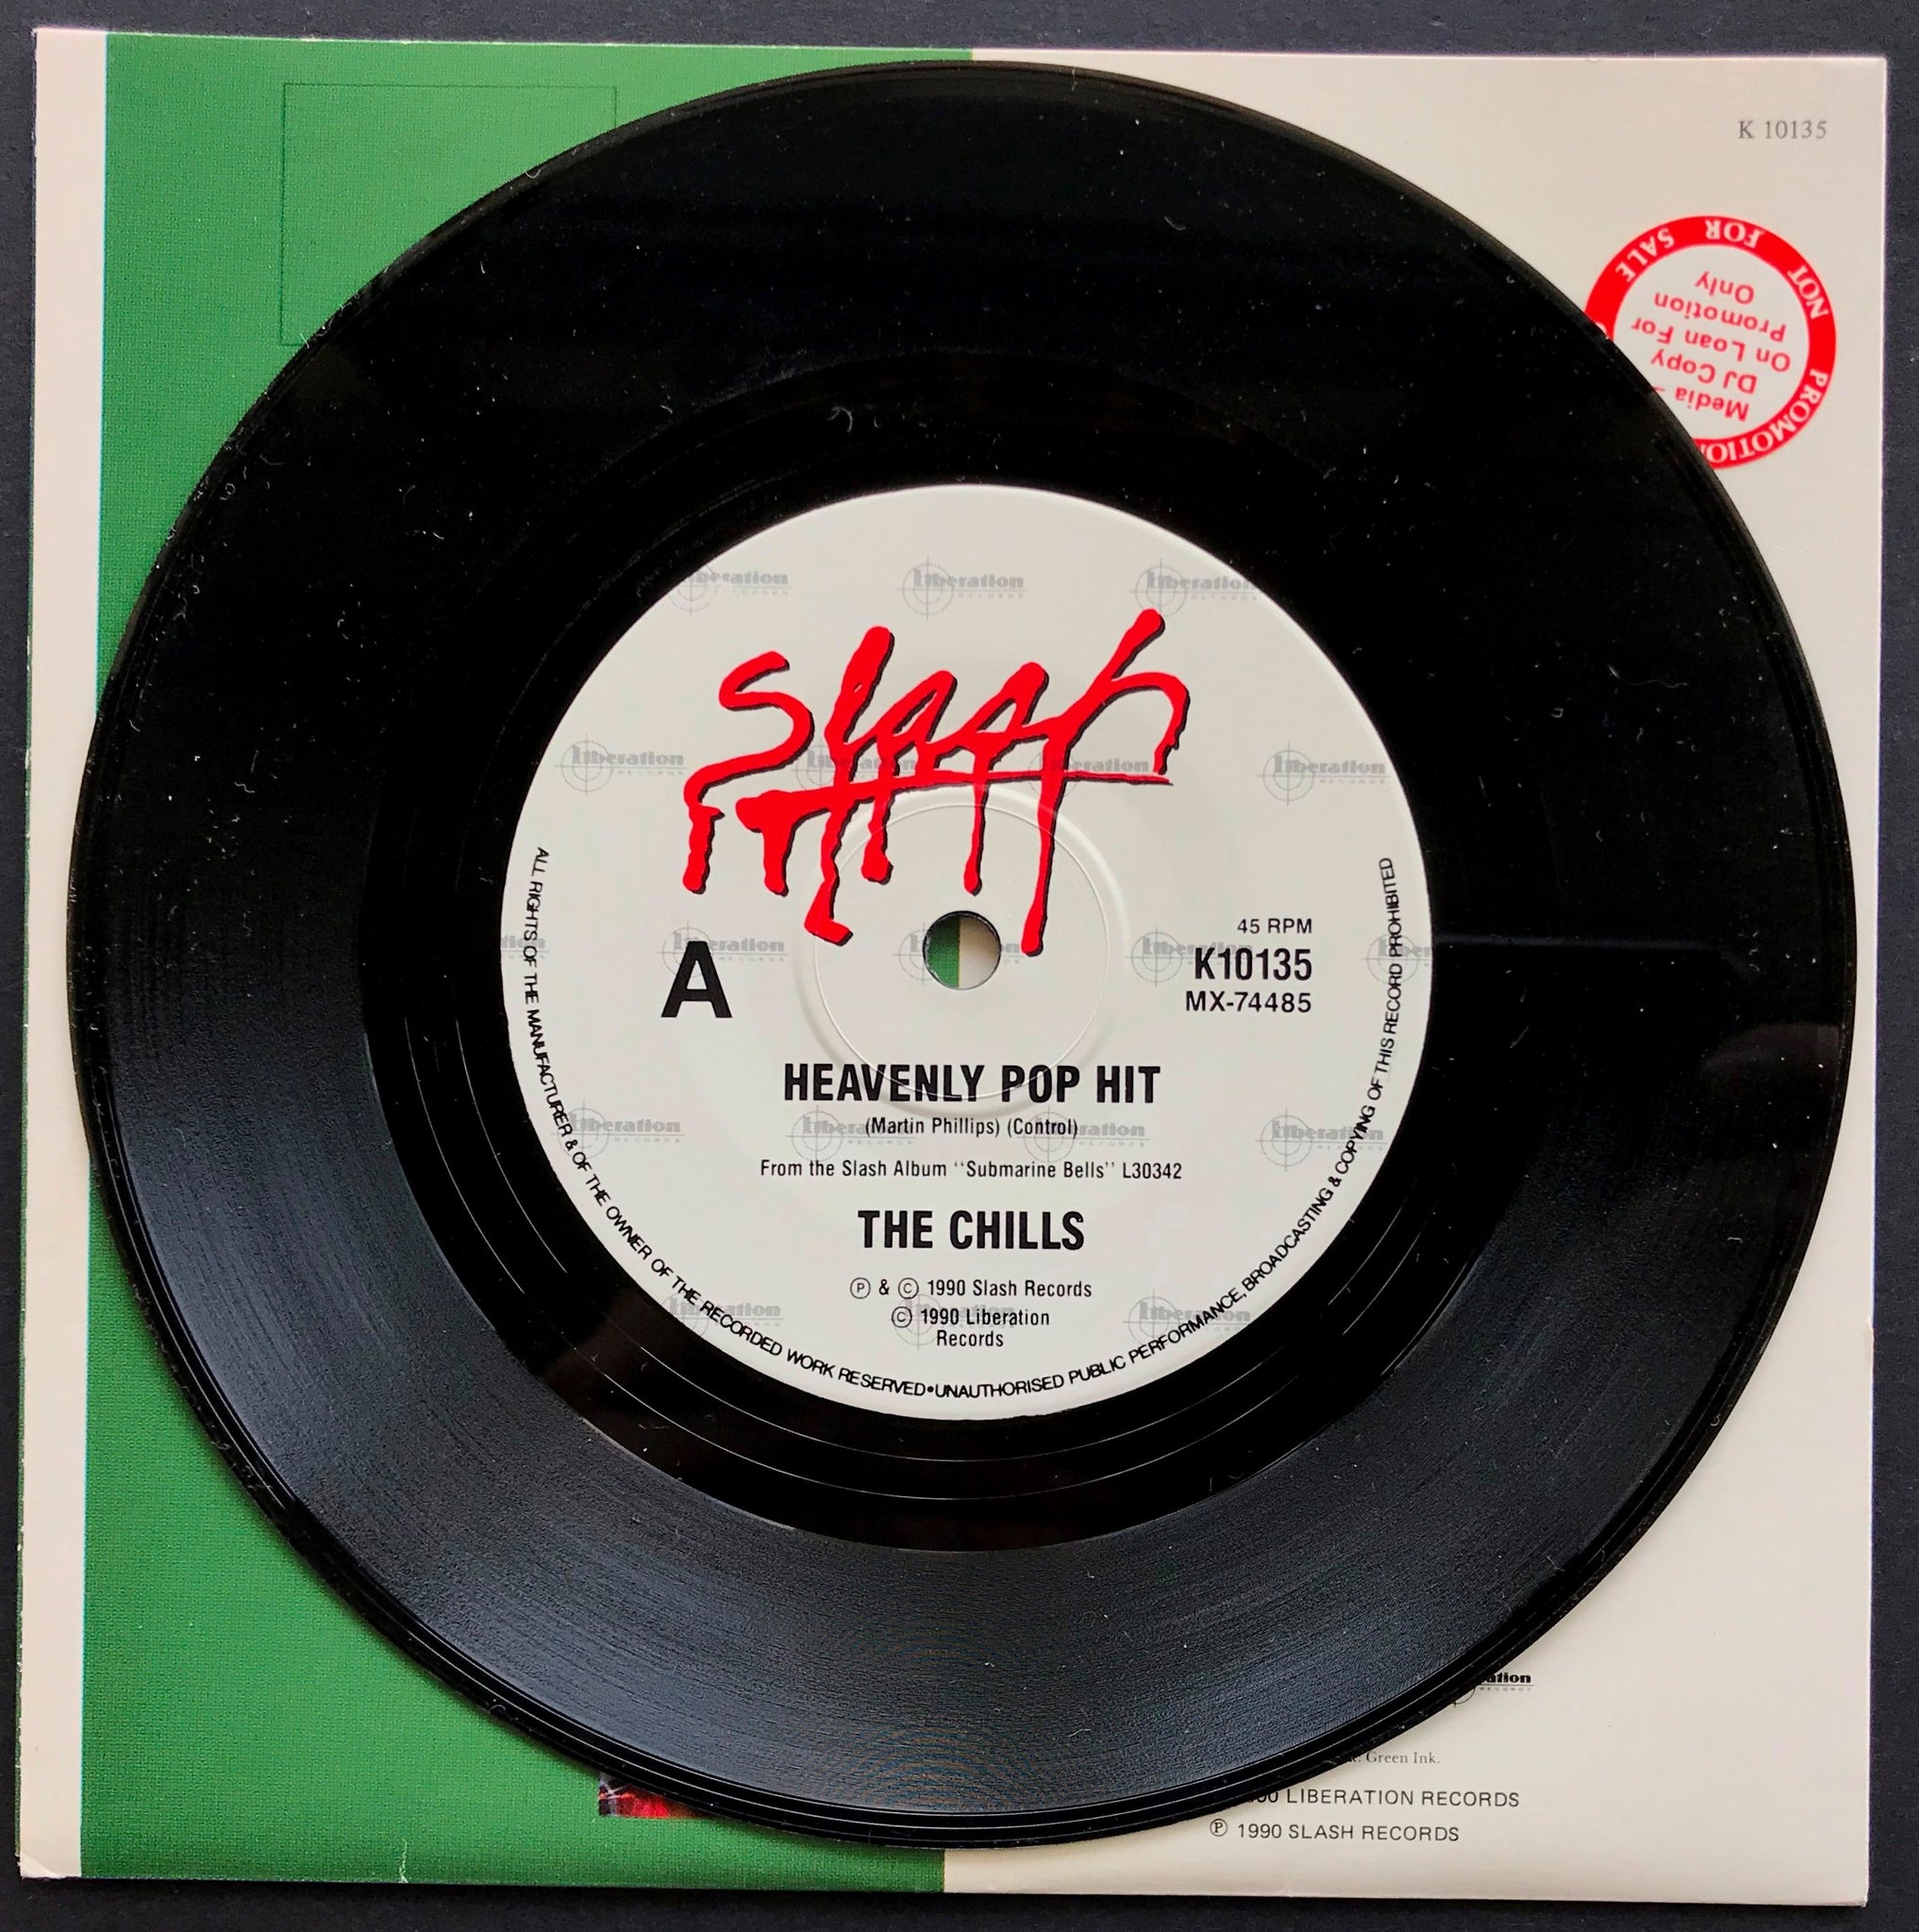 K 10135
PROMOTION NOT FOR SALE
Media -
DJ Copy
On Loan For
Promotion
Only
Liberation
RECORDS
Slash
A
45 RPM
K10135
MX-74485
HEAVENLY POP HIT
(Martin Phillips) (Control)
From the Slash Album "Submarine Bells" L30342
THE CHILLS
Ⓟ & © 1990 Slash Records
© 1990 Liberation
Records
ALL RIGHTS OF THE MANUFACTURER & OF THE OWNER OF THE RECORDED WORK RESERVED•UNAUTHORISED PUBLIC PERFORMANCE, BROADCASTING & COPYING OF THIS RECORD PROHIBITED
Green Ink.
LIBERATION RECORDS
Ⓟ 1990 SLASH RECORDS